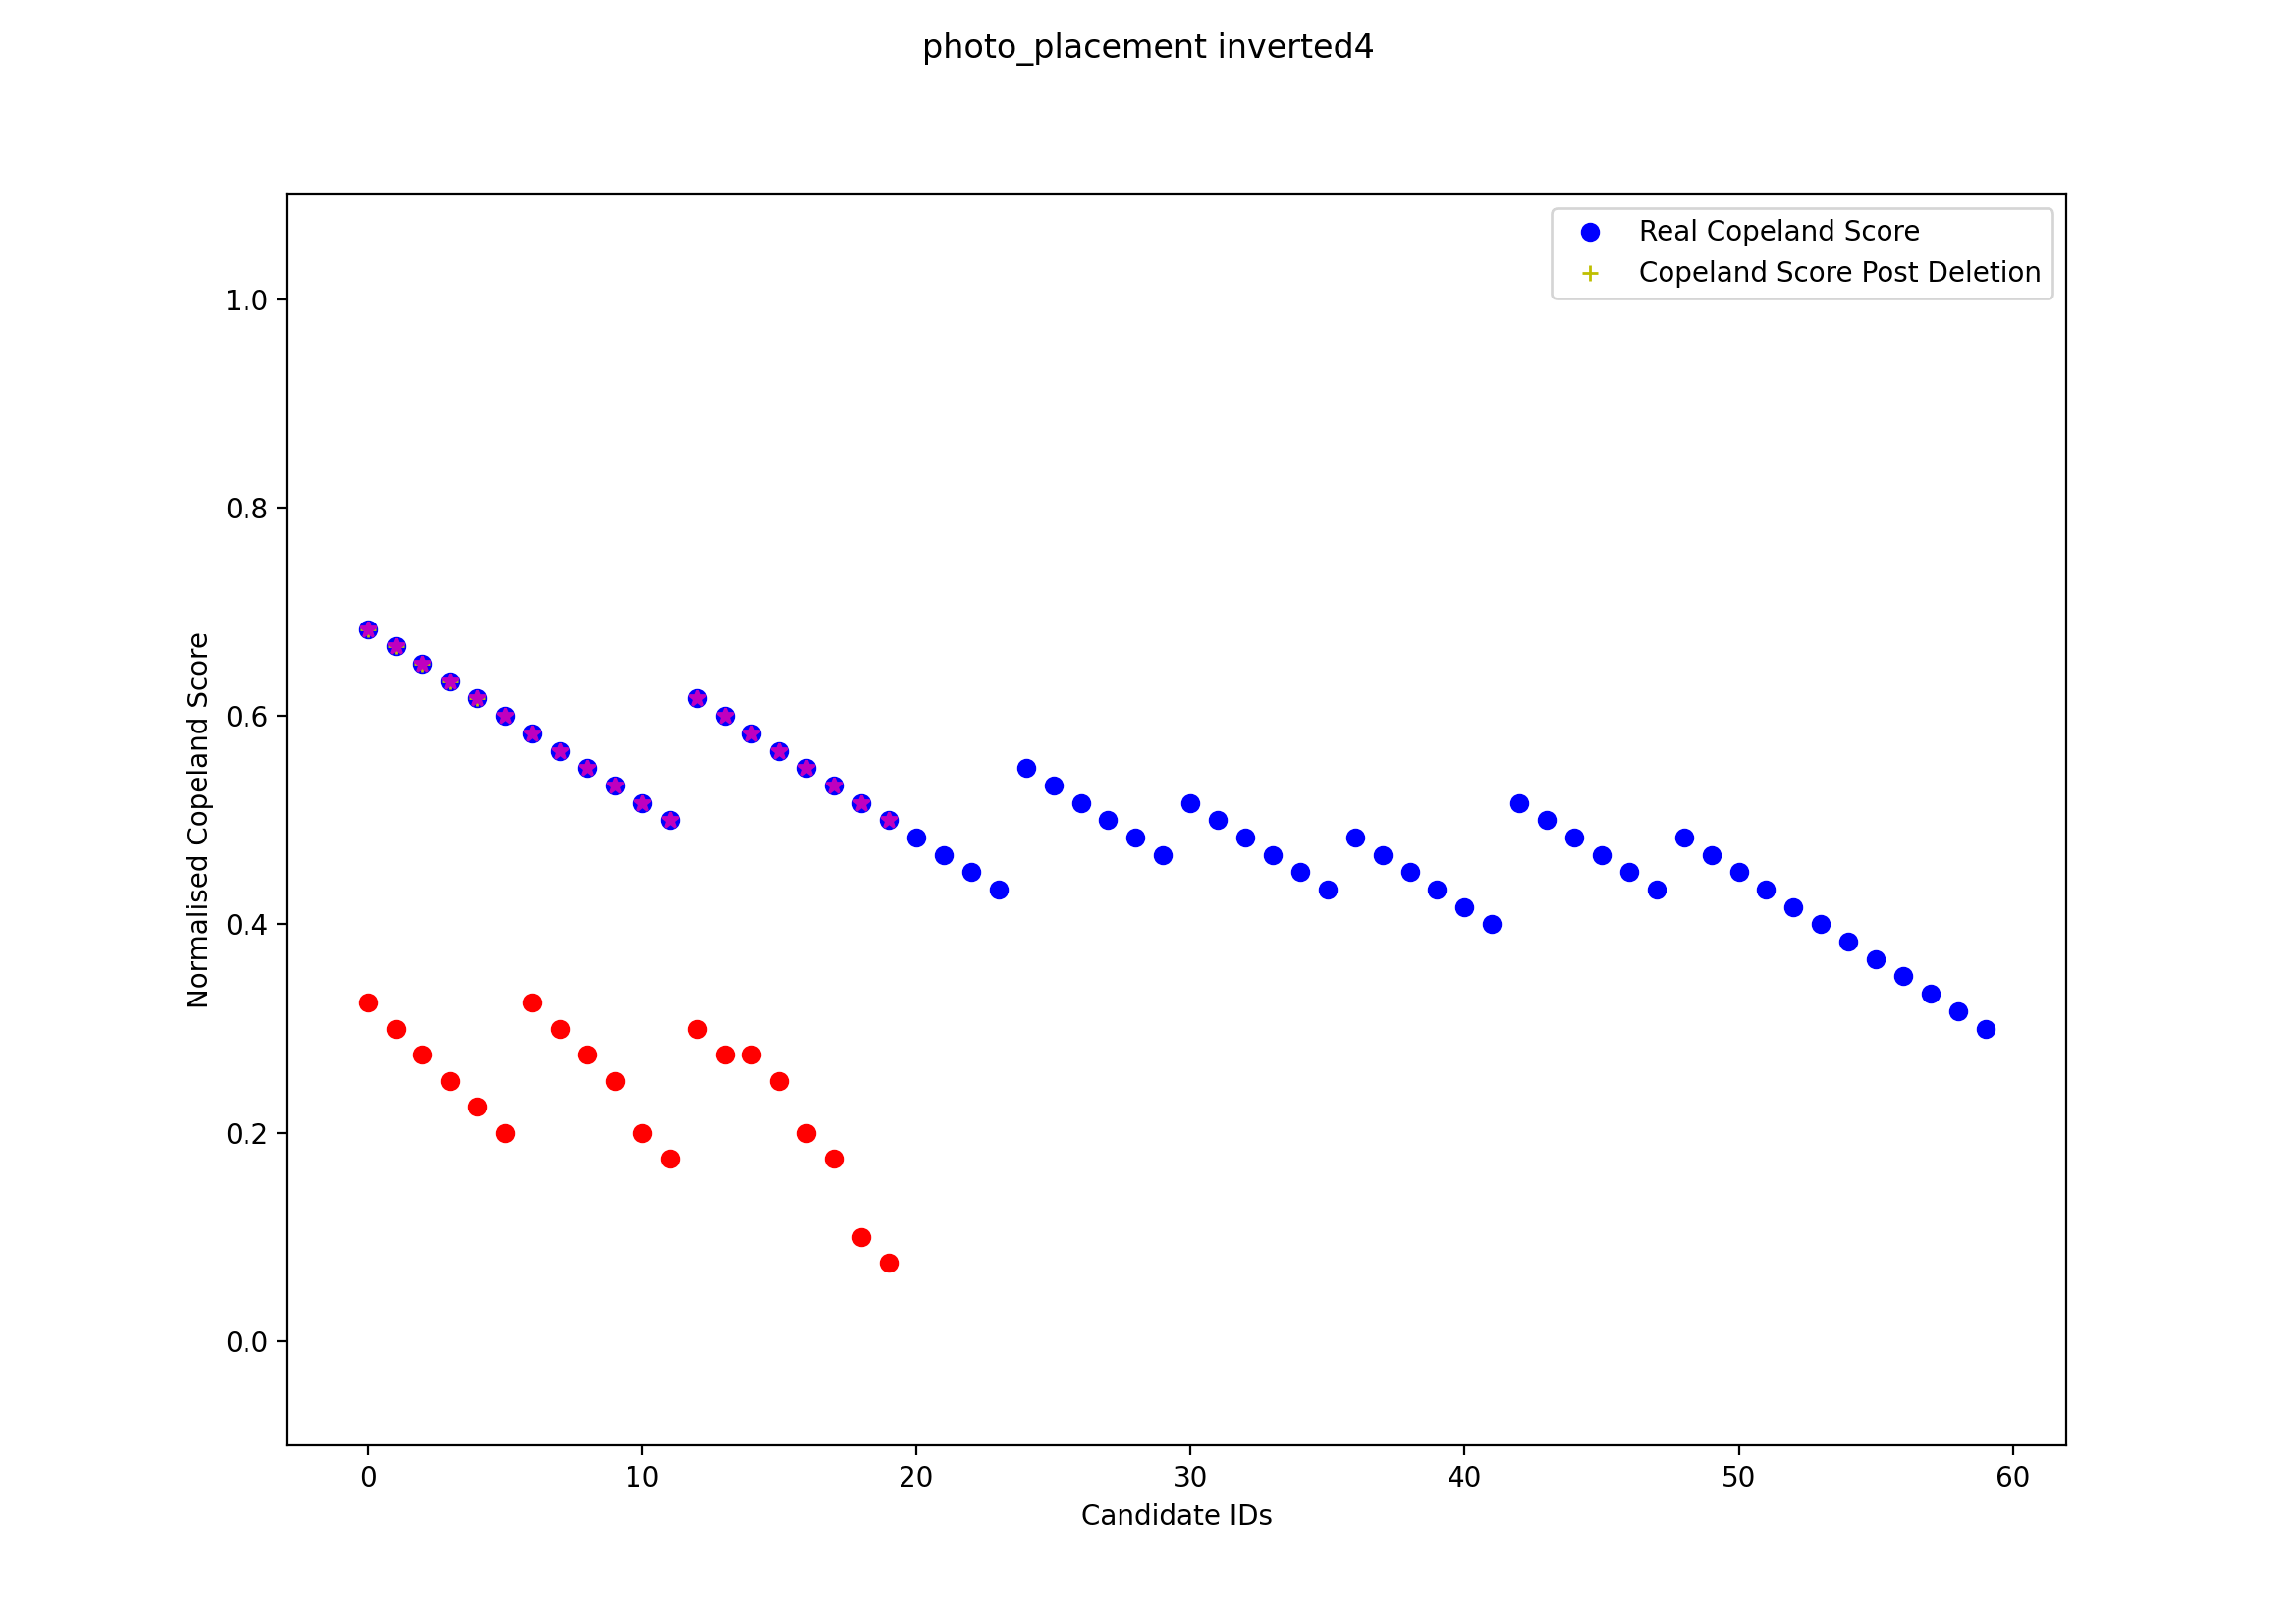 photo_placement inverted4
Real Copeland Score
Copeland Score Post Deletion
Normalised Copeland Score
1.0
0.8
0.6
0.4
0.2
0.0
0 10 20 30 40 50 60
Candidate IDs